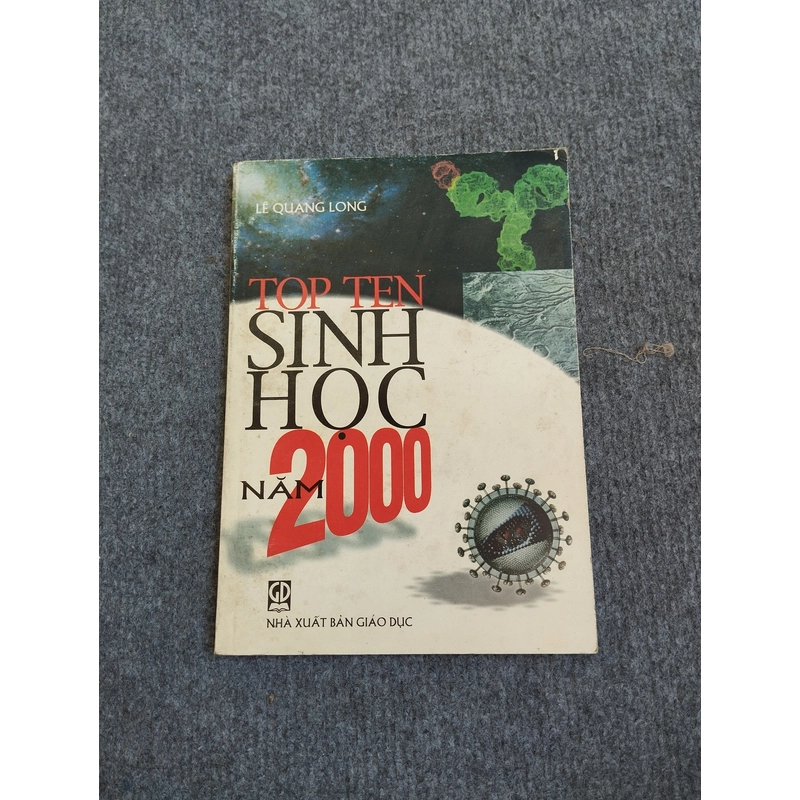 LÊ QUANG LONG
TOP TEN
SINH
HỌC
NĂM 2000
GD
NHÀ XUẤT BẢN GIÁO DỤC